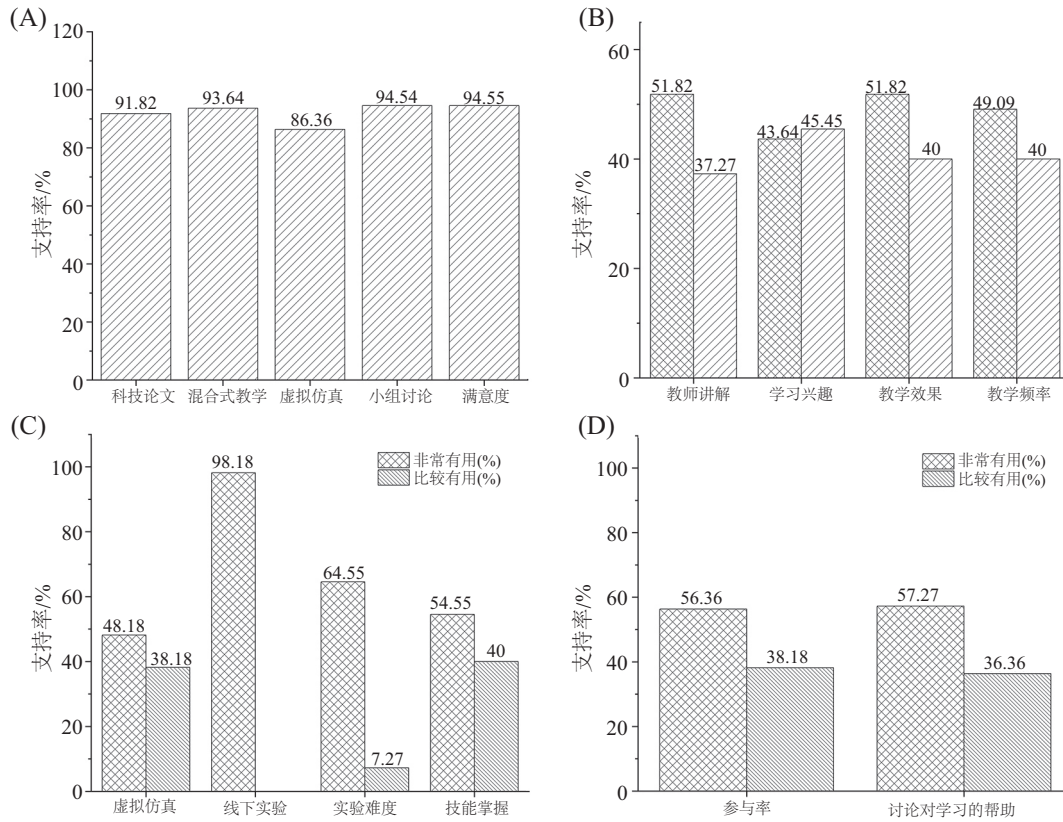 (A)
120
100
80
60
40
20
0
支持率/%
91.82
93.64
86.36
94.54
94.55
科技论文
混合式教学
虚拟仿真
小组讨论
满意度
(B)
60
40
20
0
支持率/%
51.82
37.27
43.64
45.45
51.82
40
49.09
40
教师讲解
学习兴趣
教学效果
教学频率
(C)
100
80
60
40
20
0
支持率/%
非常有用(%)
比较有用(%)
48.18
38.18
98.18
64.55
7.27
54.55
40
虚拟仿真
线下实验
实验难度
技能掌握
(D)
100
80
60
40
20
0
支持率/%
非常有用(%)
比较有用(%)
56.36
38.18
57.27
36.36
参与率
讨论对学习的帮助